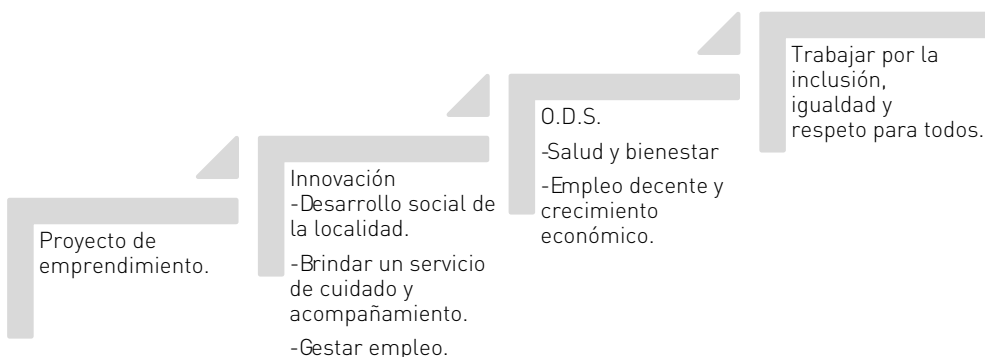 Proyecto de
emprendimiento.
Innovación
-Desarrollo social de
la localidad.
-Brindar un servicio
de cuidado y
acompañamiento.
-Gestar empleo.
O.D.S.
-Salud y bienestar
-Empleo decente y
crecimiento
económico.
Trabajar por la
inclusión,
igualdad y
respeto para todos.